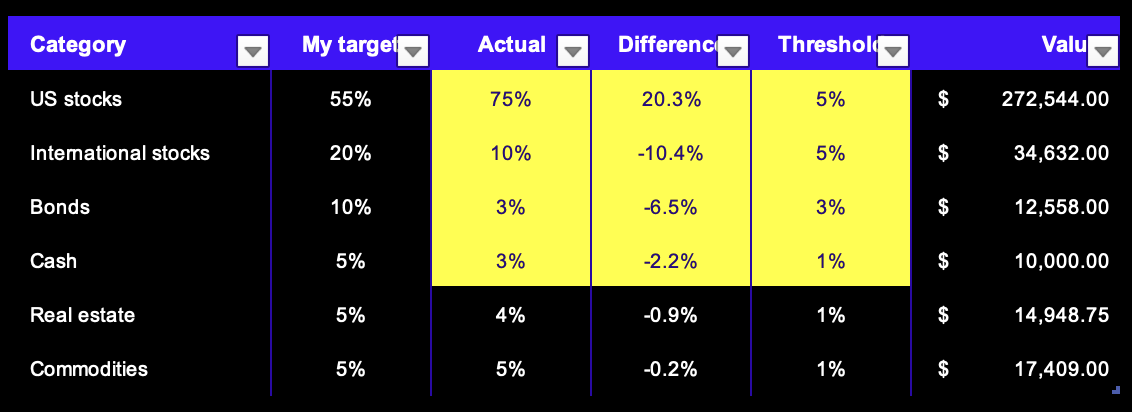 Category My target Actual Differenc Threshol Valu
US stocks 55% 75% 20.3% 5% $ 272,544.00
International stocks 20% 10% -10.4% 5% $ 34,632.00
Bonds 10% 3% -6.5% 3% $ 12,558.00
Cash 5% 3% -2.2% 1% $ 10,000.00
Real estate 5% 4% -0.9% 1% $ 14,948.75
Commodities 5% 5% -0.2% 1% $ 17,409.00